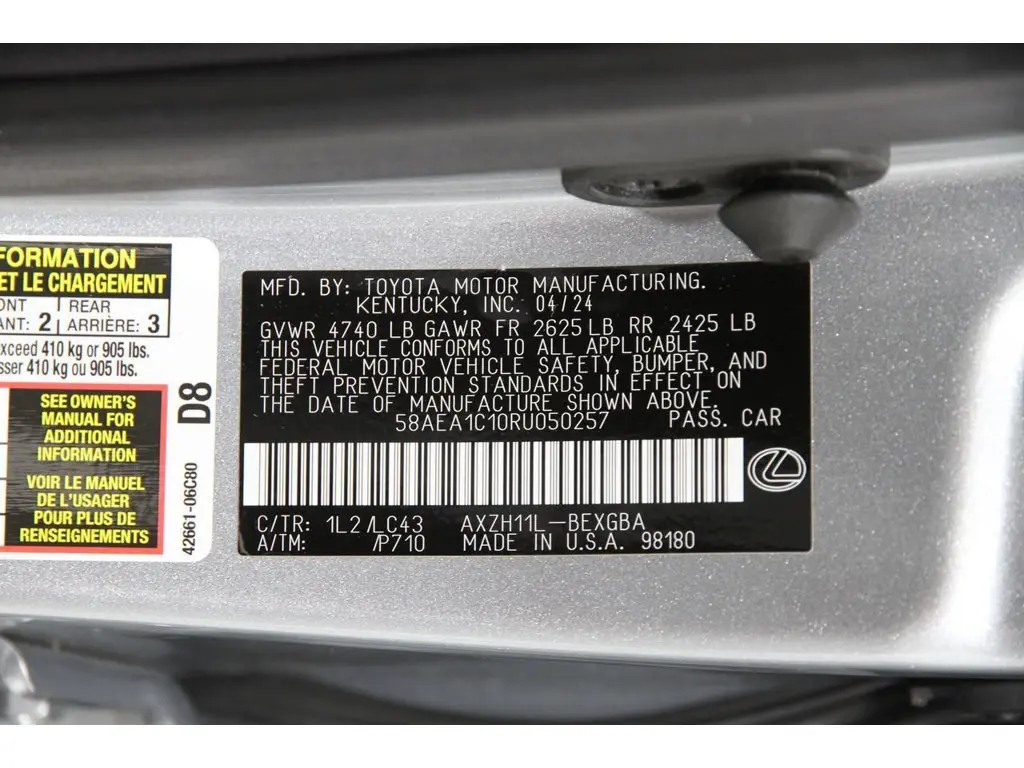 FORMATION
ET LE CHARGEMENT
ONT | REAR
ANT: 2 | ARRIÈRE: 3
xceed 410 kg or 905 lbs.
sser 410 kg ou 905 lbs.
SEE OWNER'S
MANUAL FOR
ADDITIONAL
INFORMATION
VOIR LE MANUEL
DE L'USAGER
POUR PLUS DE
RENSEIGNEMENTS
D8
42661-06C80
MFD. BY: TOYOTA MOTOR MANUFACTURING.
KENTUCKY, INC. 04/24
GVWR 4740 LB GAWR FR 2625 LB RR 2425 LB
THIS VEHICLE CONFORMS TO ALL APPLICABLE
FEDERAL MOTOR VEHICLE SAFETY, BUMPER, AND
THEFT PREVENTION STANDARDS IN EFFECT ON
THE DATE OF MANUFACTURE SHOWN ABOVE.
58AEA1C10RU050257 PASS. CAR
C/TR: 1L2/LC43 AXZH11L-BEXGBA
A/TM: /P710 MADE IN U.S.A. 98180